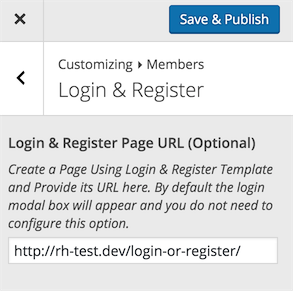 Save & Publish
Customizing ▸ Members
Login & Register
Login & Register Page URL (Optional)
Create a Page Using Login & Register Template
and Provide its URL here. By default the login
modal box will appear and you do not need to
configure this option.
http://rh-test.dev/login-or-register/